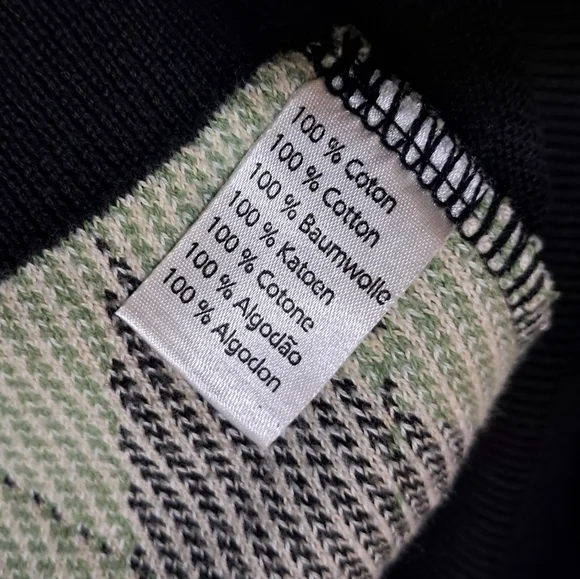 100 % Coton
100 % Cotton
100 % Baumwolle
100 % Katoen
100 % Cotone
100 % Algodão
100 % Algodon